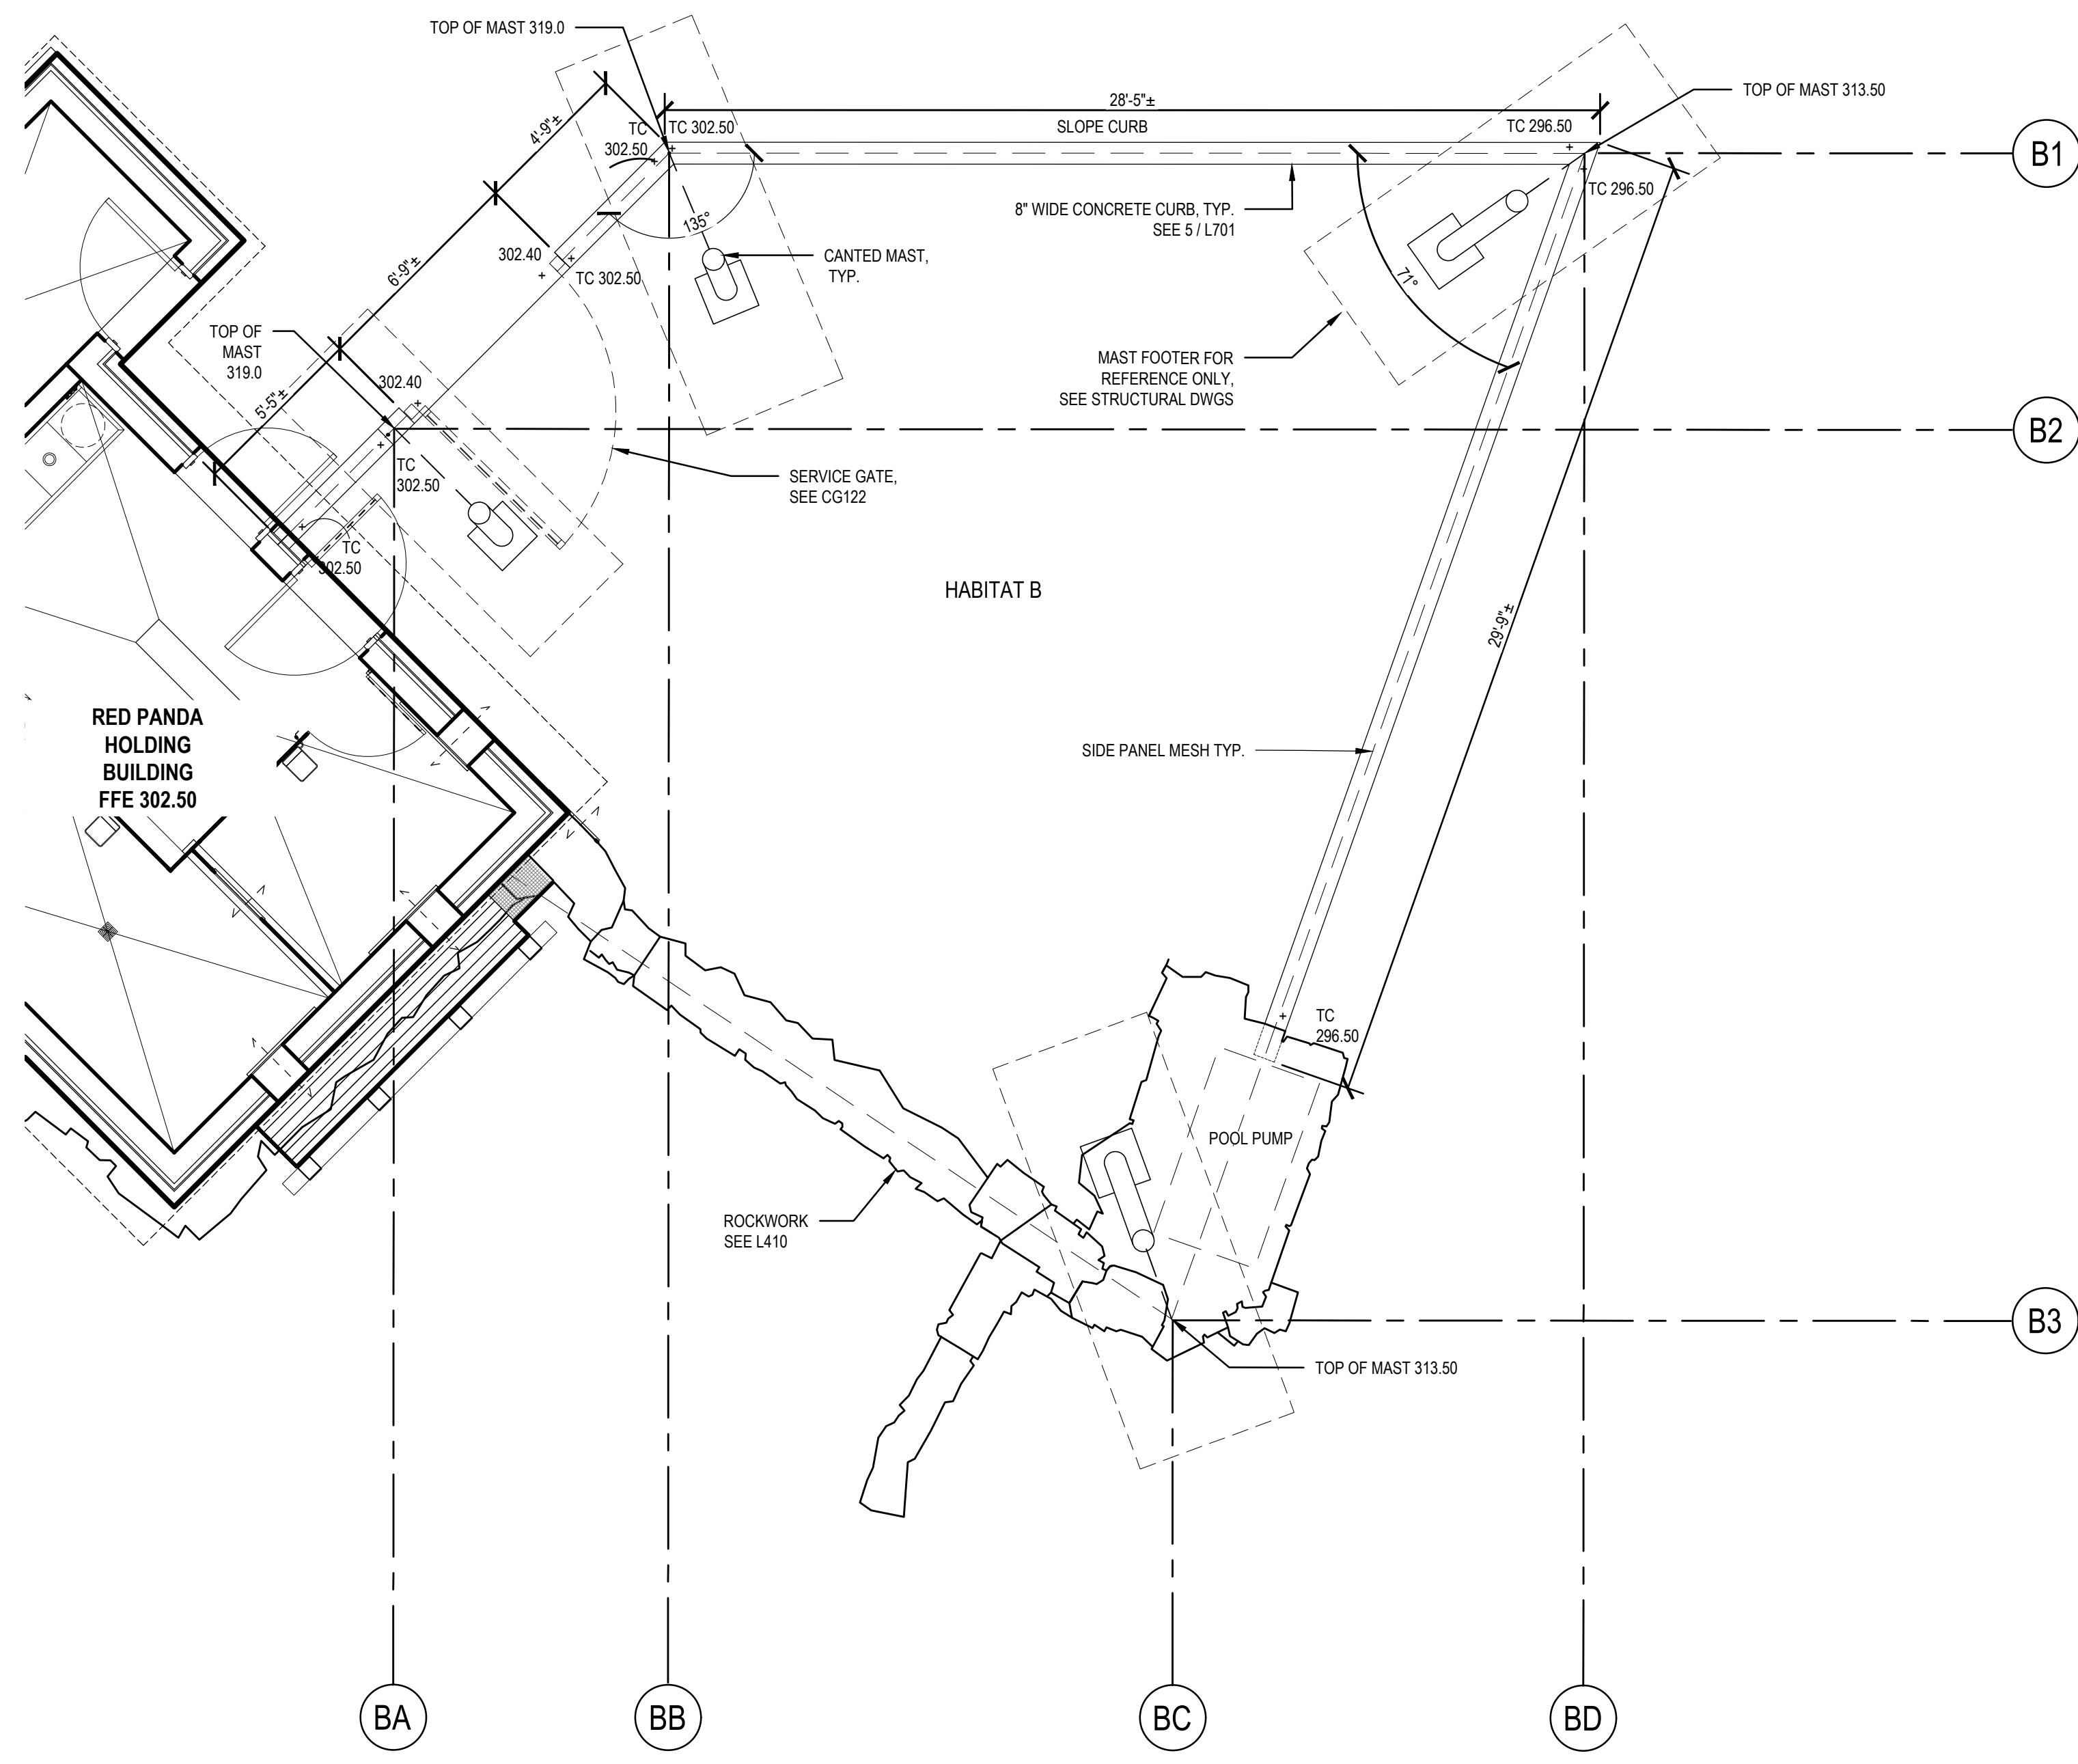 TOP OF MAST 319.0
28'-5"±
TOP OF MAST 313.50
4'-9"±
TC
302.50
TC 302.50
SLOPE CURB
TC 296.50
B1
TC 296.50
8" WIDE CONCRETE CURB, TYP.
SEE 5 / L701
135°
302.40
TC 302.50
CANTED MAST,
TYP.
6'-9"±
71°
TOP OF
MAST
319.0
MAST FOOTER FOR
REFERENCE ONLY,
SEE STRUCTURAL DWGS
302.40
5'-5"±
B2
TC
302.50
SERVICE GATE,
SEE CG122
TC
302.50
HABITAT B
29'-9"±
RED PANDA
HOLDING
BUILDING
FFE 302.50
SIDE PANEL MESH TYP.
TC
296.50
POOL PUMP
ROCKWORK
SEE L410
B3
TOP OF MAST 313.50
BA
BB
BC
BD